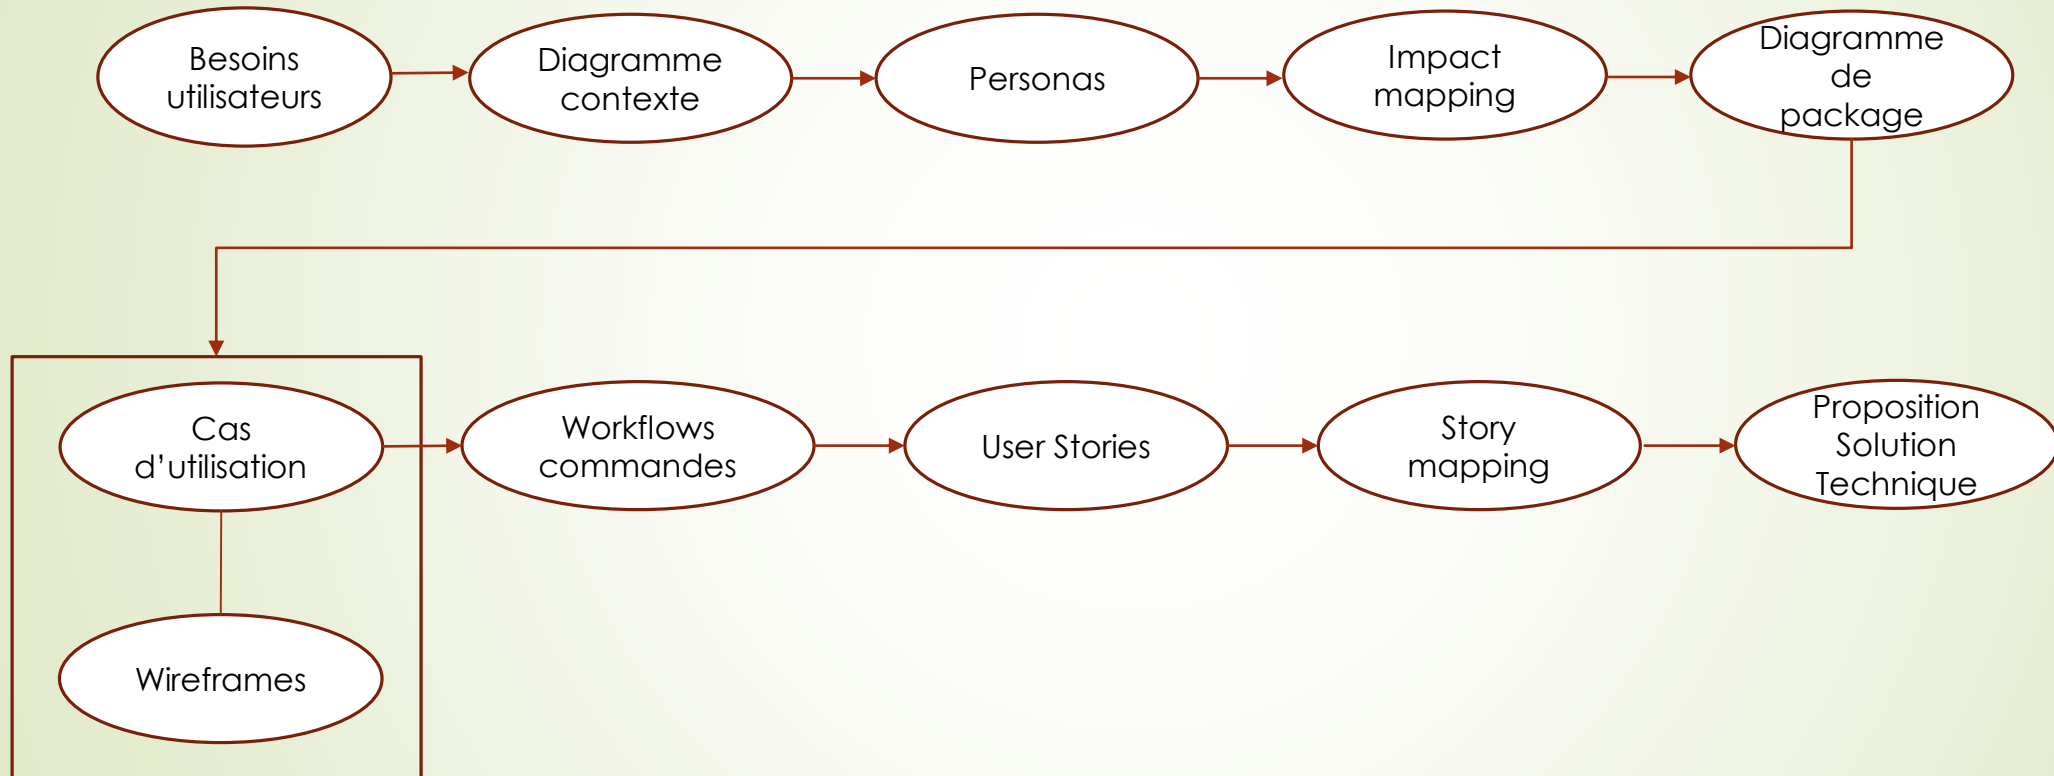 Besoins
utilisateurs
Diagramme
contexte
Personas
Impact
mapping
Diagramme
de
package
Cas
d’utilisation
Workflows
commandes
User Stories
Story
mapping
Proposition
Solution
Technique
Wireframes